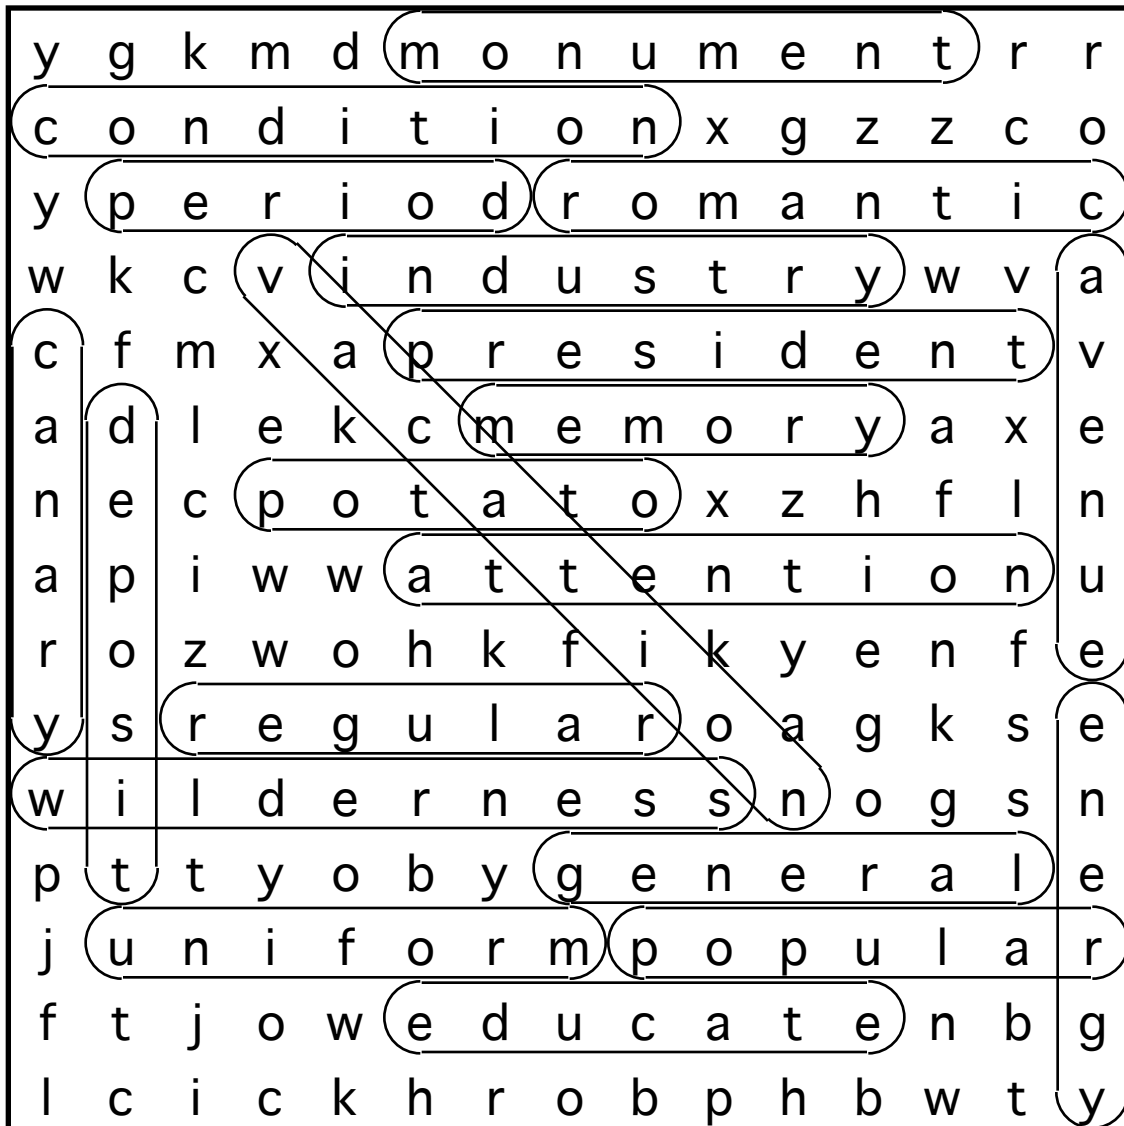 y g k m d m o n u m e n t r r
c o n d i t i o n x g z z c o
y p e r i o d r o m a n t i c
w k c v i n d u s t r y w v a
c f m x a p r e s i d e n t v
a d l e k c m e m o r y a x e
n e c p o t a t o x z h f l n
a p i w w a t t e n t i o n u
r o z w o h k f i k y e n f e
y s r e g u l a r o a g k s e
w i l d e r n e s s n o g s n
p t t y o b y g e n e r a l e
j u n i f o r m p o p u l a r
f t j o w e d u c a t e n b g
l c i c k h r o b p h b w t y